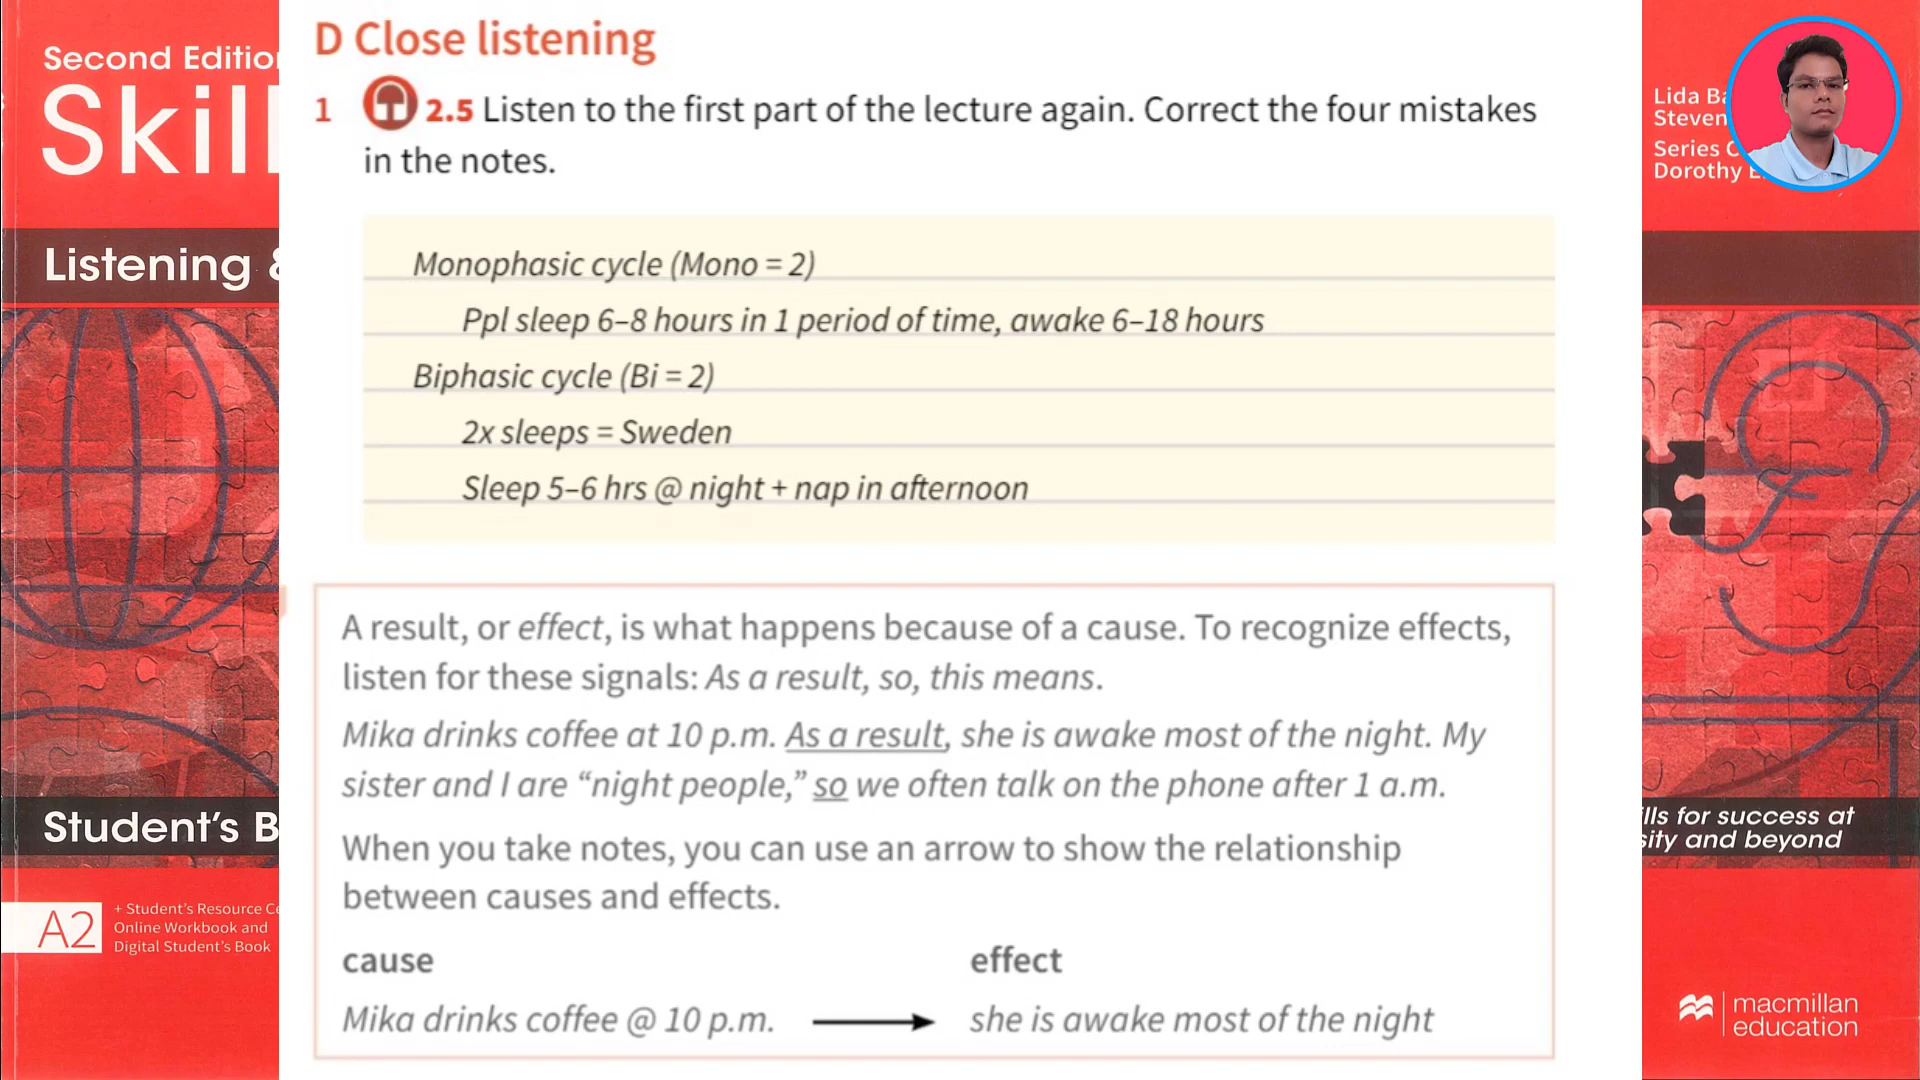 Second Editio
Skil
Listening &
Student's B
A2
+ Student's Resource Ce
Online Workbook and
Digital Student's Book
D Close listening
1 2.5 Listen to the first part of the lecture again. Correct the four mistakes
in the notes.
Monophasic cycle (Mono = 2)
Ppl sleep 6–8 hours in 1 period of time, awake 6–18 hours
Biphasic cycle (Bi = 2)
2x sleeps = Sweden
Sleep 5–6 hrs @ night + nap in afternoon
A result, or effect, is what happens because of a cause. To recognize effects,
listen for these signals: As a result, so, this means.
Mika drinks coffee at 10 p.m. As a result, she is awake most of the night. My
sister and I are “night people,” so we often talk on the phone after 1 a.m.
When you take notes, you can use an arrow to show the relationship
between causes and effects.
cause effect
Mika drinks coffee @ 10 p.m. she is awake most of the night
Lida Ba
Steven
Series C
Dorothy E
ills for success at
sity and beyond
macmillan
education